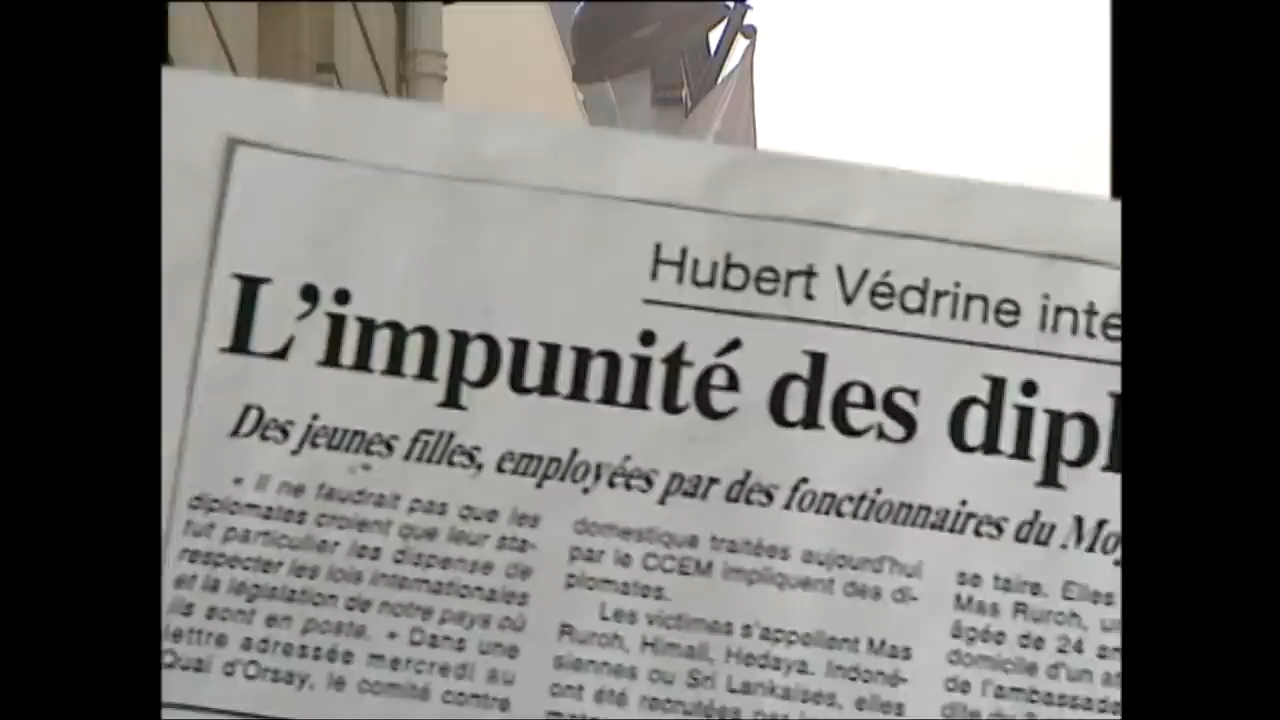 Hubert Védrine inte
L'impunité des dipl
Des jeunes filles, employées par des fonctionnaires du Moy
« Il ne faudrait pas que les
diplomates croient que leur sta-
tut particulier les dispense de
respecter les lois internationales
et la législation de notre pays où
ils sont en poste. » Dans une
lettre adressée mercredi au
Quai d'Orsay, le comité contre
domestique traitées aujourd'hui
par le CCEM impliquent des di-
plomates.
Les victimes s'appellent Mas
Ruroh, Himali, Hedaya. Indoné-
siennes ou Sri Lankaises, elles
ont été recrutées par
se taire. Elles
Mas Ruroh, u
âgée de 24 an
domicile d'un at
de l'ambassade